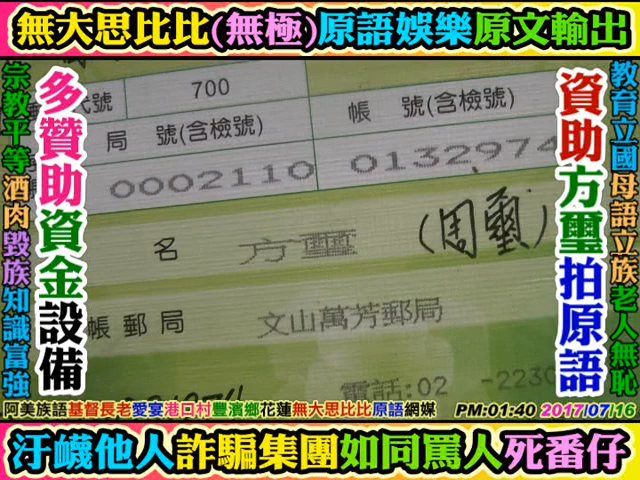 無大思比比(無極)原語娛樂原文輸出
宗教平等酒肉毀族知識富強
多贊助資金設備
代號
700
局 號(含檢號)
帳 號(含檢號)
0002110
0132974
名
方璽
(周璽)
帳郵局
文山萬芳郵局
電話:02 -2230
資助方璽拍原語
教育立國母語立族老人無恥
阿美族語基督長老愛宴港口村豐濱鄉花蓮無大思比比原語網媒
PM:01:40 2017/07/16
汙衊他人詐騙集團如同罵人死番仔